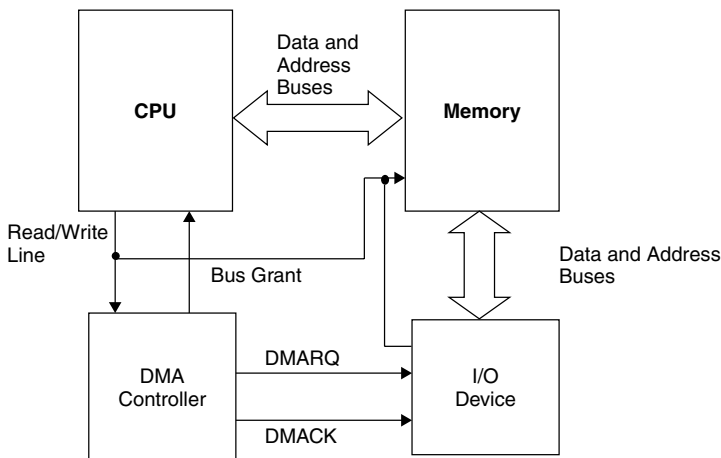 Data and
Address
Buses
CPU
Memory
Read/Write
Line
Bus Grant
Data and Address
Buses
DMA
Controller
DMARQ
DMACK
I/O
Device